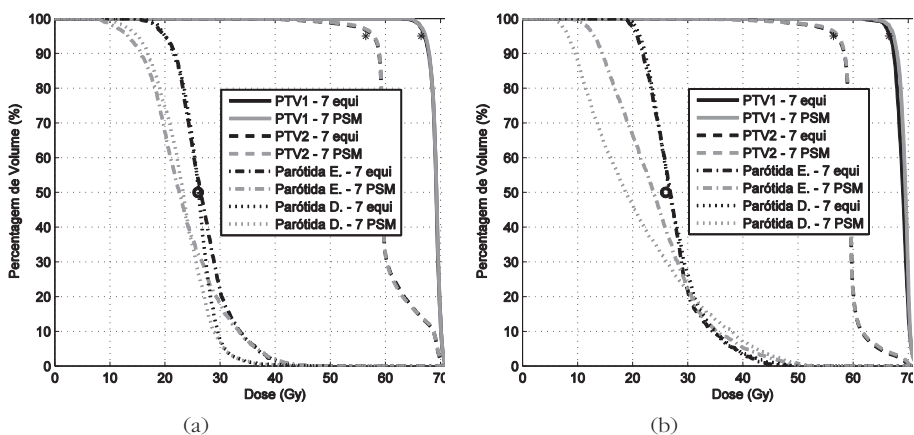 Percentagem de Volume (%)
100
90
80
70
60
50
40
30
20
10
0
PTV1 - 7 equi
PTV1 - 7 PSM
PTV2 - 7 equi
PTV2 - 7 PSM
Parótida E. - 7 equi
Parótida E. - 7 PSM
Parótida D. - 7 equi
Parótida D. - 7 PSM
0 10 20 30 40 50 60 70
Dose (Gy)
(a)
Percentagem de Volume (%)
100
90
80
70
60
50
40
30
20
10
0
PTV1 - 7 equi
PTV1 - 7 PSM
PTV2 - 7 equi
PTV2 - 7 PSM
Parótida E. - 7 equi
Parótida E. - 7 PSM
Parótida D. - 7 equi
Parótida D. - 7 PSM
0 10 20 30 40 50 60 70
Dose (Gy)
(b)